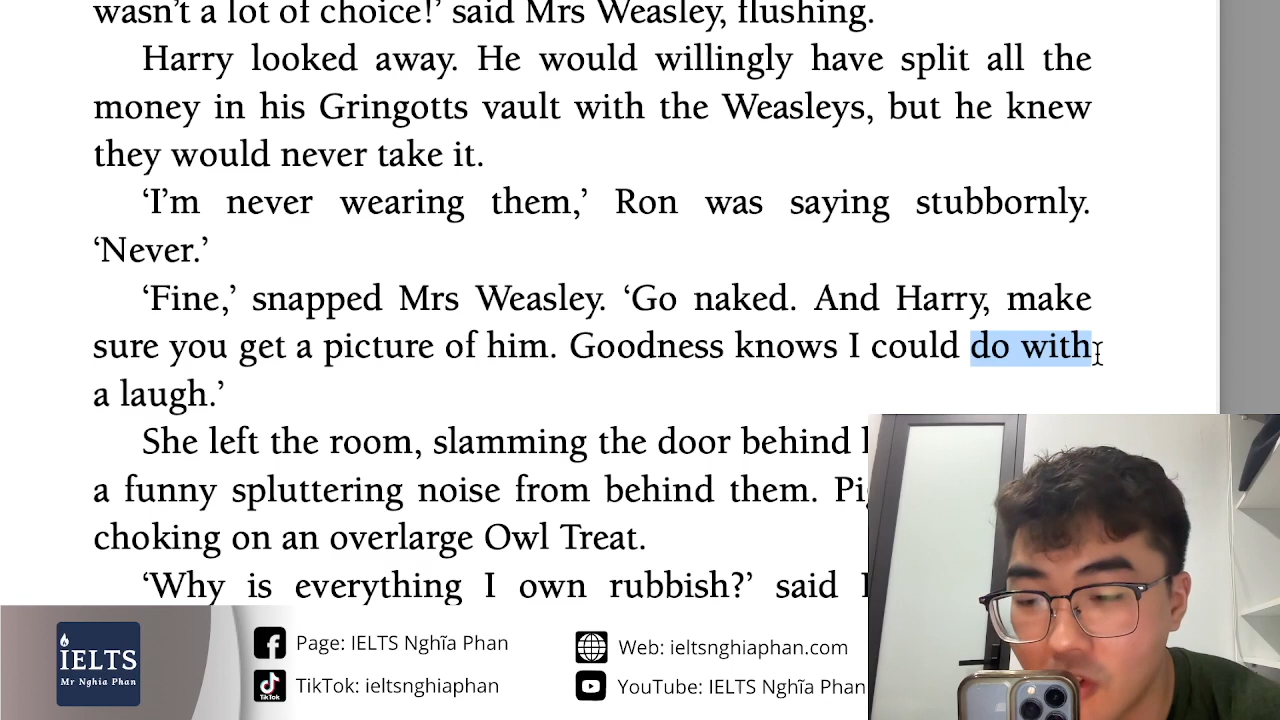 wasn't a lot of choice!' said Mrs Weasley, flushing.
Harry looked away. He would willingly have split all the
money in his Gringotts vault with the Weasleys, but he knew
they would never take it.
'I'm never wearing them,' Ron was saying stubbornly.
'Never.'
'Fine,' snapped Mrs Weasley. 'Go naked. And Harry, make
sure you get a picture of him. Goodness knows I could do with
a laugh.'
She left the room, slamming the door behind
a funny spluttering noise from behind them.
choking on an overlarge Owl Treat.
'Why is everything I own rubbish?' said
IELTS
Mr Nghia Phan
Page: IELTS Nghĩa Phan
TikTok
TikTok: ieltsnghiaphan
Web: ieltsnghiaphan.com
YouTube: IELTS Nghĩa Phan